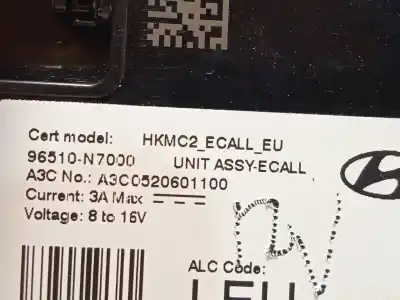 Cert model: HKMC2_ECALL_EU
96510-N7000 UNIT ASSY-ECALL
A3C No.: A3C0520601100
Current: 3A Max
Voltage: 8 to 16V
ALC Code:
LEU